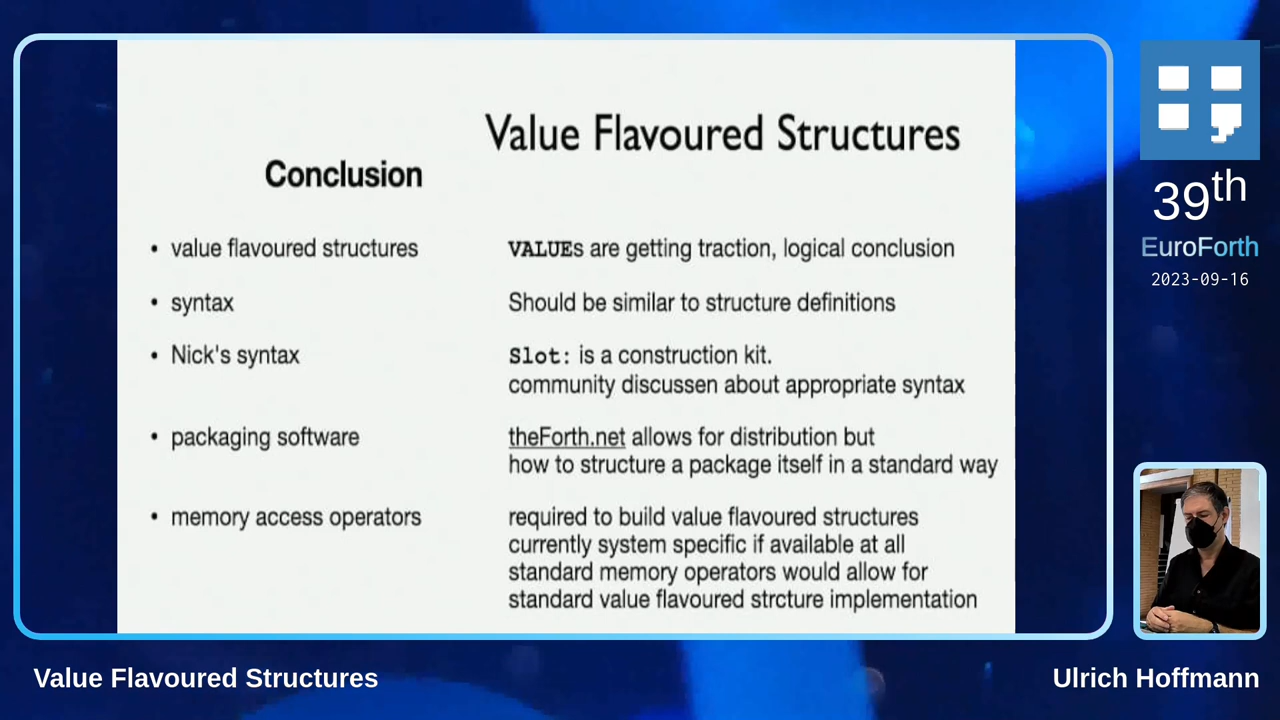 Value Flavoured Structures
Conclusion
• value flavoured structures
VALUEs are getting traction, logical conclusion
• syntax
Should be similar to structure definitions
• Nick's syntax
Slot: is a construction kit.
community discussen about appropriate syntax
• packaging software
theForth.net allows for distribution but
how to structure a package itself in a standard way
• memory access operators
required to build value flavoured structures
currently system specific if available at all
standard memory operators would allow for
standard value flavoured strcture implementation
39th
EuroForth
2023-09-16
Value Flavoured Structures
Ulrich Hoffmann